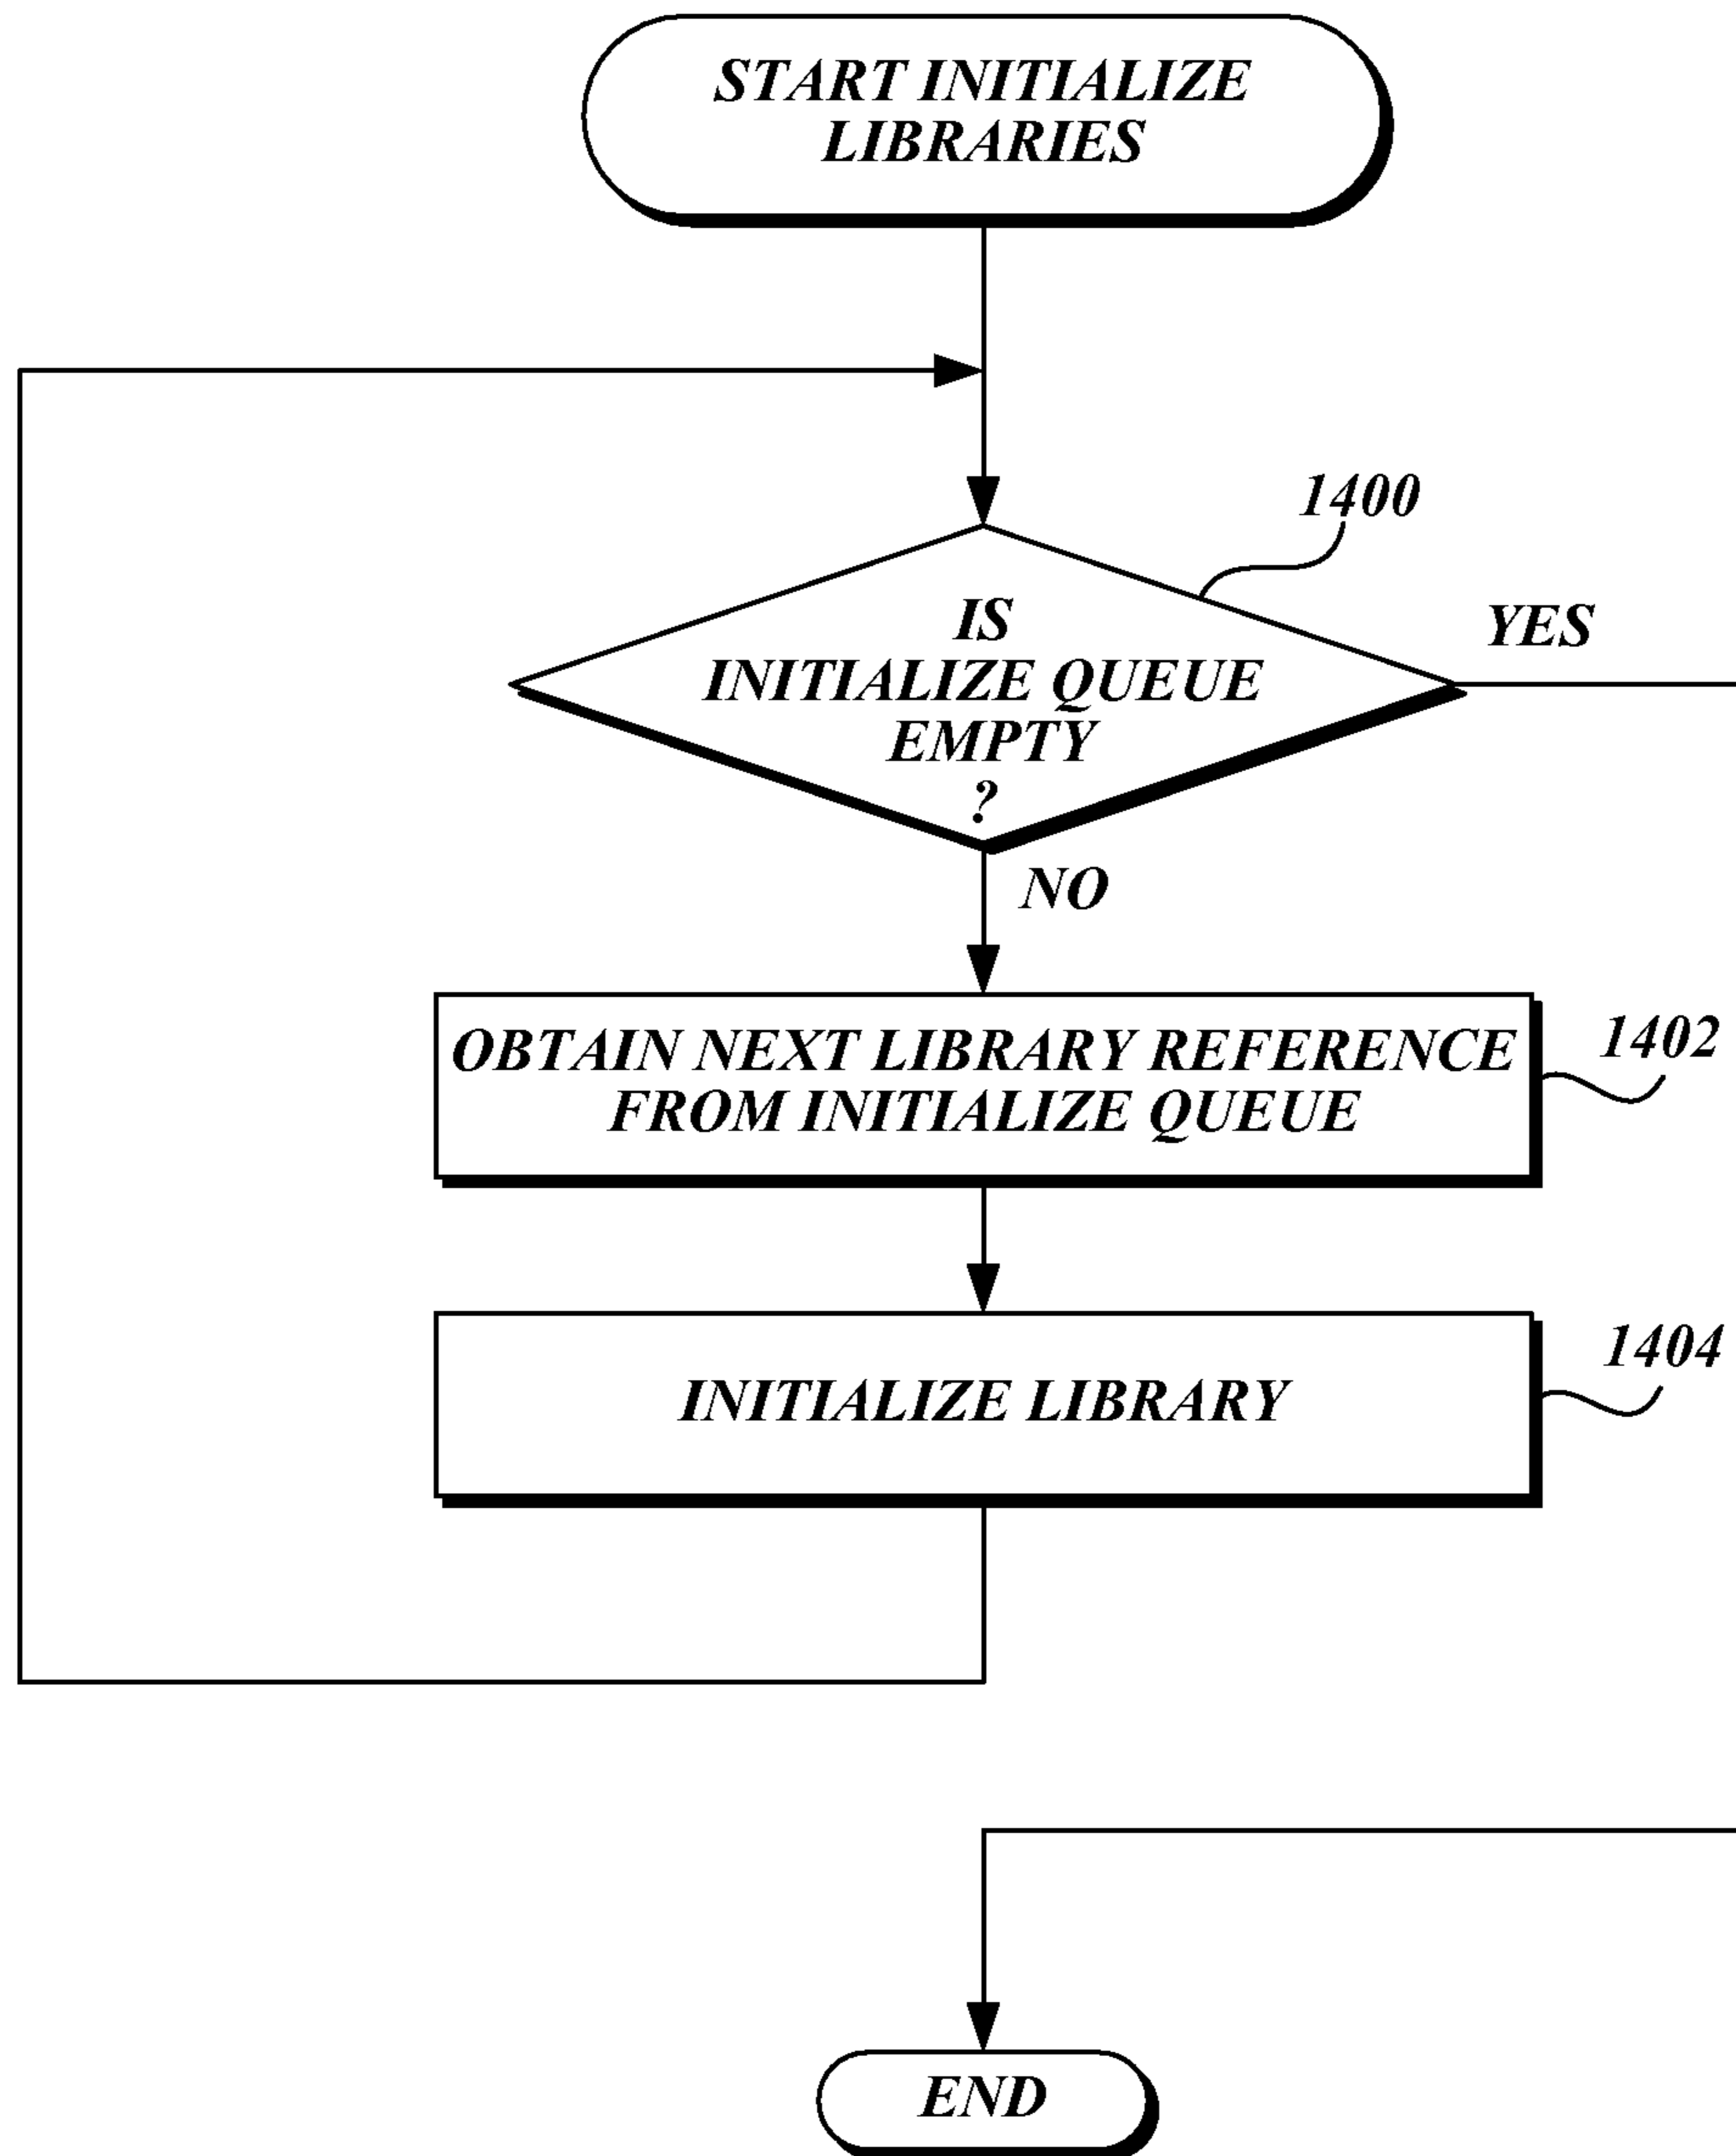 START INITIALIZE
LIBRARIES
1400
IS
INITIALIZE QUEUE
EMPTY
?
YES
NO
OBTAIN NEXT LIBRARY REFERENCE
FROM INITIALIZE QUEUE
1402
INITIALIZE LIBRARY
1404
END